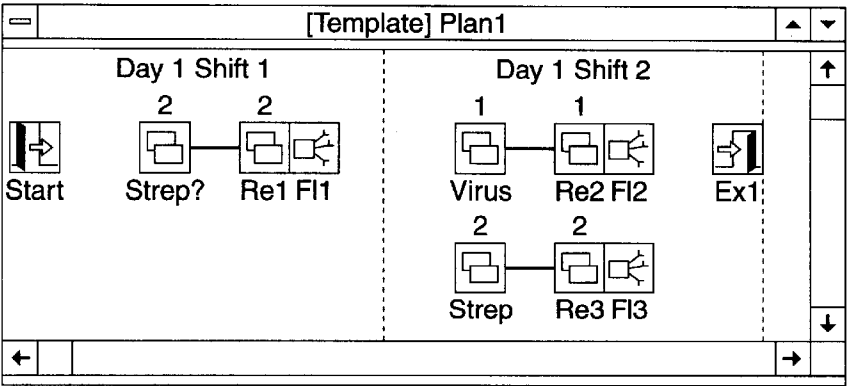 [Template] Plan1
Day 1 Shift 1 Day 1 Shift 2
2 2 1 1
Start Strep? Re1 Fl1 Virus Re2 Fl2 Ex1
2 2
Strep Re3 Fl3